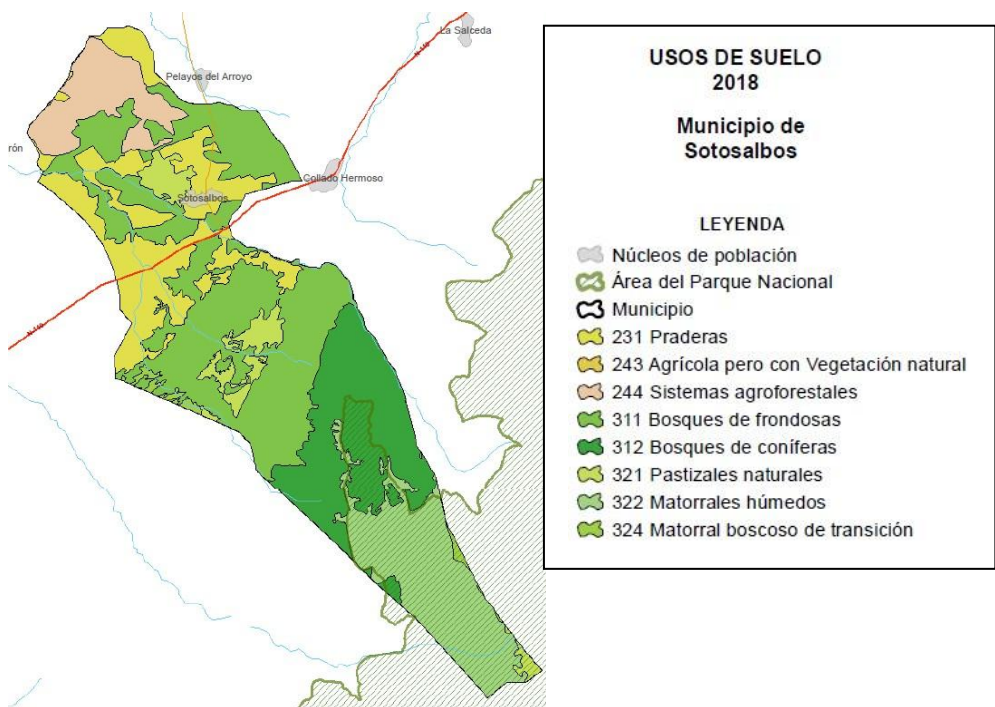 La Salceda
Pelayos del Arroyo
rón
Collado Hermoso
Sotosalbos
USOS DE SUELO
2018
Municipio de
Sotosalbos
LEYENDA
Núcleos de población
Área del Parque Nacional
Municipio
231 Praderas
243 Agrícola pero con Vegetación natural
244 Sistemas agroforestales
311 Bosques de frondosas
312 Bosques de coníferas
321 Pastizales naturales
322 Matorrales húmedos
324 Matorral boscoso de transición